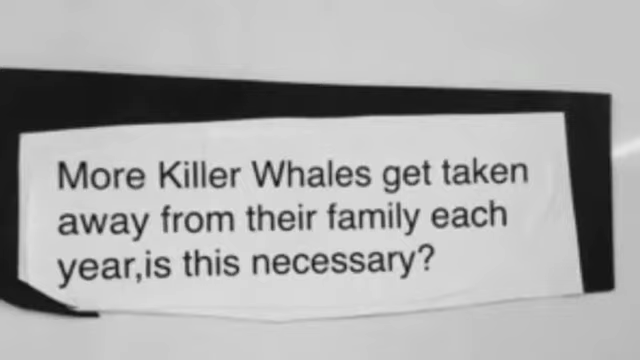 More Killer Whales get taken
away from their family each
year,is this necessary?